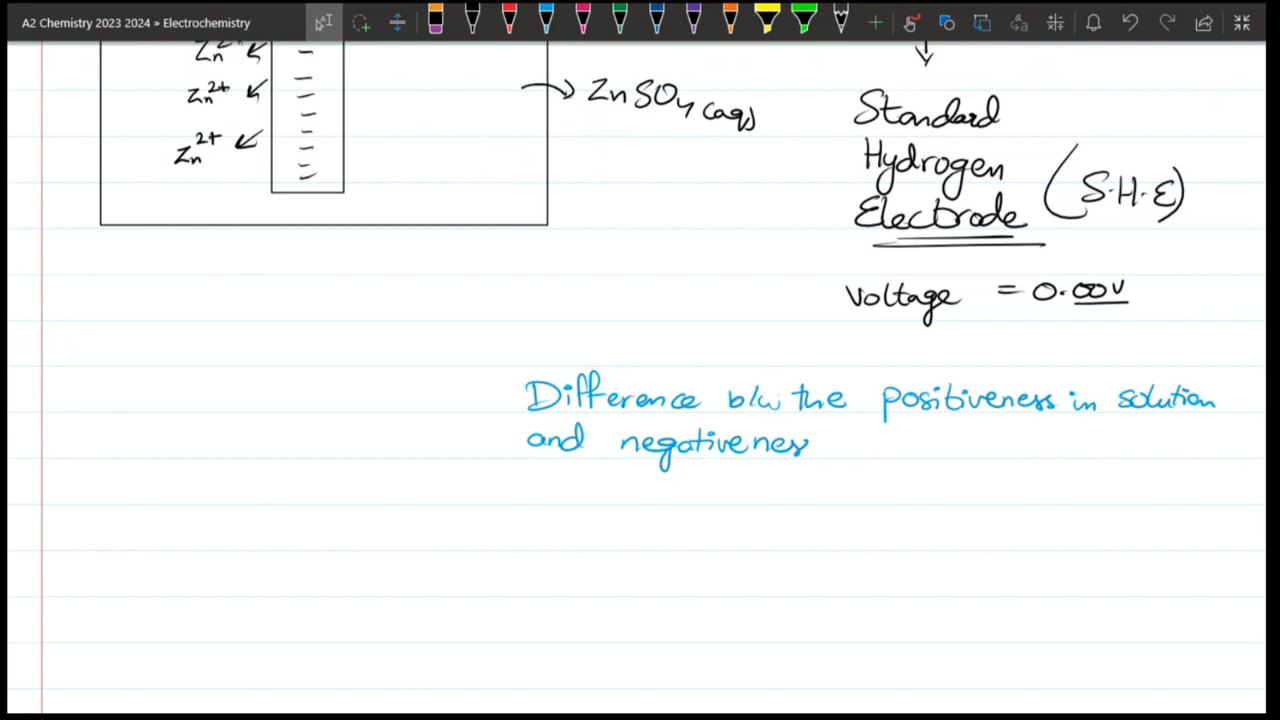 A2 Chemistry 2023 2024 » Electrochemistry
Zn²⁺
Zn²⁺
Zn²⁺
ZnSO₄(aq)
Standard
Hydrogen
Electrode
(S.H.E)
Voltage = 0.00V
Difference b/w the positiveness in solution
and negativenes